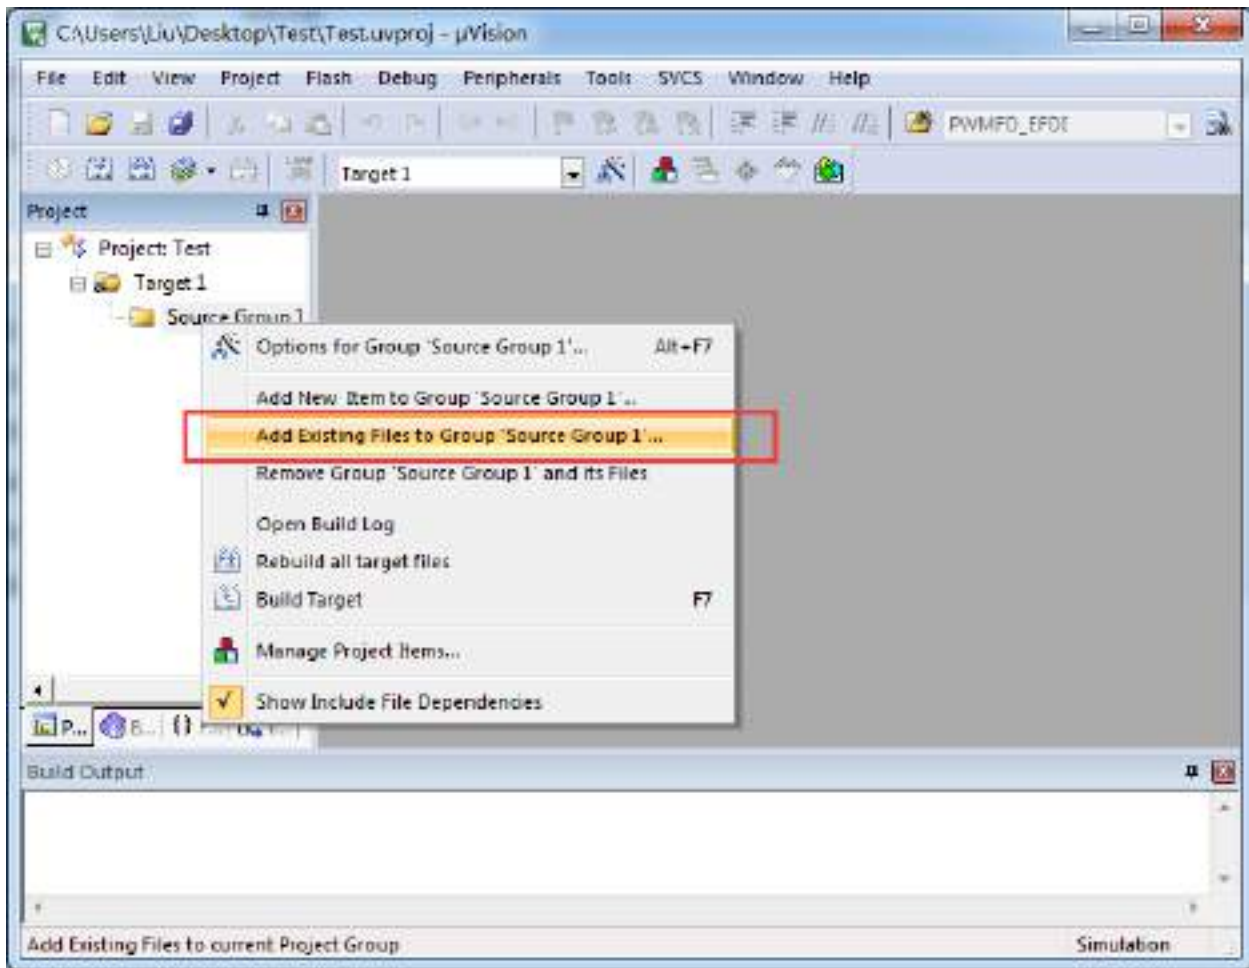 C:\Users\Liu\Desktop\Test\Test.uvproj - µVision
File Edit View Project Flash Debug Peripherals Tools SVCS Window Help
PWMFD_EFDI
Target 1
Project
Project: Test
Target 1
Source Group 1
Options for Group 'Source Group 1'... Alt+F7
Add New Item to Group 'Source Group 1'...
Add Existing Files to Group 'Source Group 1'...
Remove Group 'Source Group 1' and its Files
Open Build Log
Rebuild all target files
Build Target F7
Manage Project Items...
Show Include File Dependencies
P... B... {}
Build Output
Add Existing Files to current Project Group Simulation